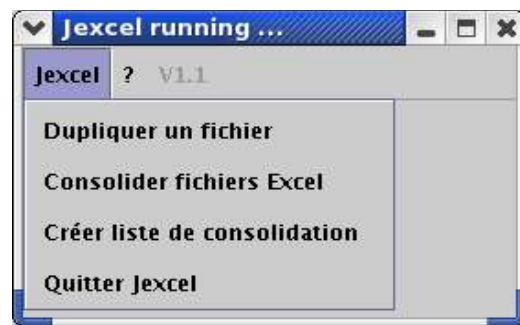 Jexcel running ...
Jexcel ? V1.1
Dupliquer un fichier
Consolider fichiers Excel
Créer liste de consolidation
Quitter Jexcel